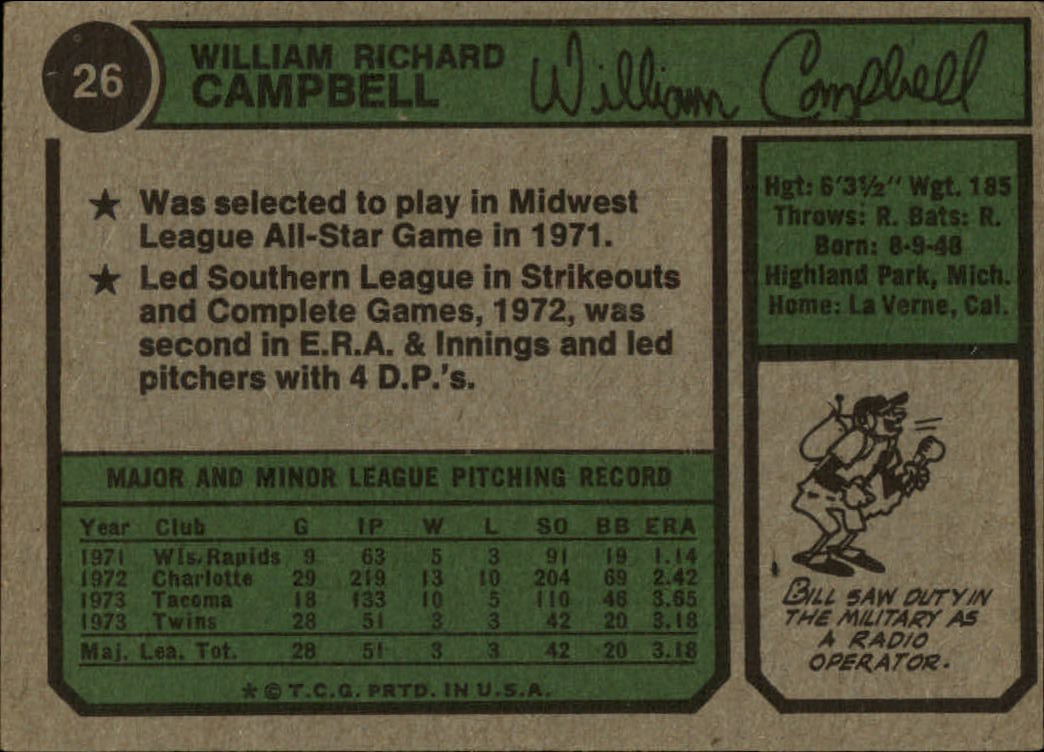 26
WILLIAM RICHARD
CAMPBELL
William Campbell
★ Was selected to play in Midwest
League All-Star Game in 1971.
★ Led Southern League in Strikeouts
and Complete Games, 1972, was
second in E.R.A. & Innings and led
pitchers with 4 D.P.'s.
Hgt: 6'3½" Wgt. 185
Throws: R. Bats: R.
Born: 8-9-48
Highland Park, Mich.
Home: La Verne, Cal.
MAJOR AND MINOR LEAGUE PITCHING RECORD
Year Club G IP W L SO BB ERA
1971 Wis. Rapids 9 63 5 3 91 19 1.14
1972 Charlotte 29 219 13 10 204 69 2.42
1973 Tacoma 18 133 10 5 110 46 3.65
1973 Twins 28 51 3 3 42 20 3.18
Maj. Lea. Tot. 28 51 3 3 42 20 3.18
★ © T.C.G. PRTD. IN U.S.A.
BILL SAW DUTY IN
THE MILITARY AS
A RADIO
OPERATOR.